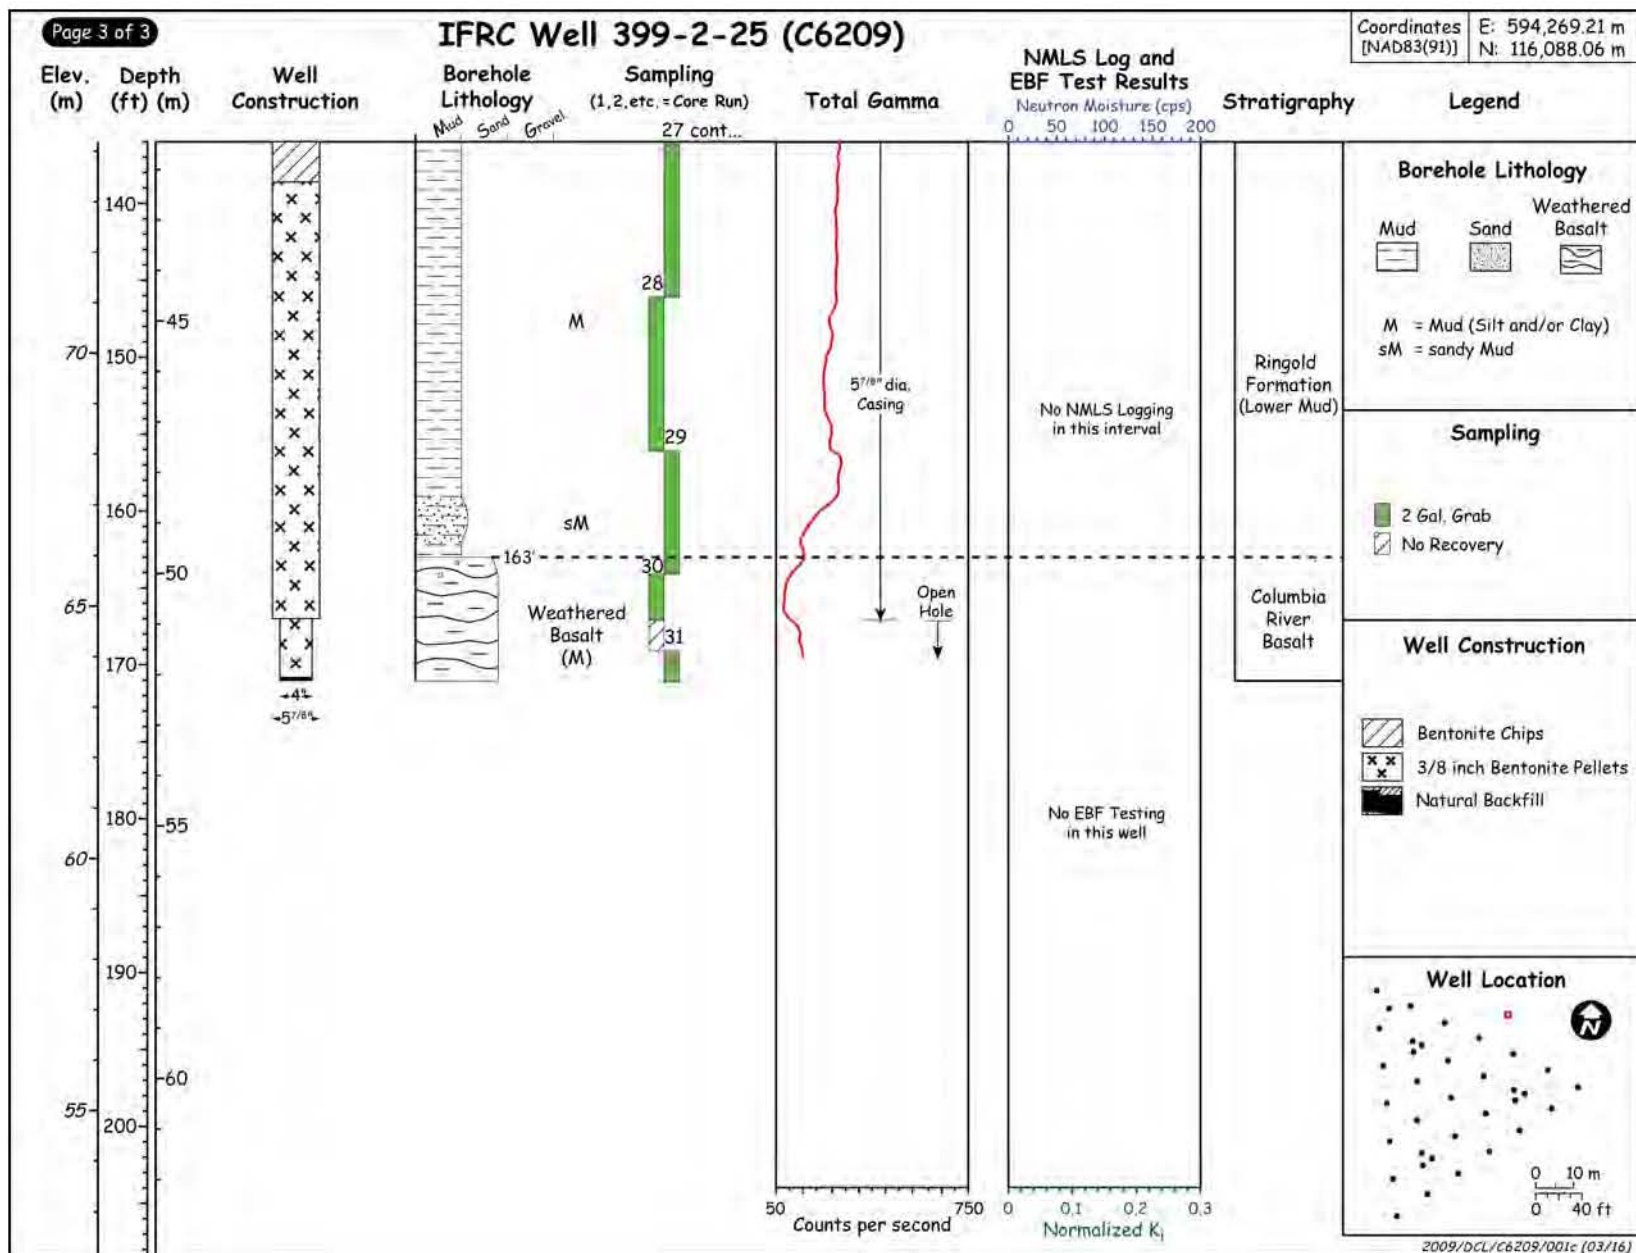 Page 3 of 3
IFRC Well 399-2-25 (C6209)
Coordinates
[NAD83(91)]
E: 594,269.21 m
N: 116,088.06 m
Elev.
(m)
Depth
(ft) (m)
Well
Construction
Borehole
Lithology
Mud Sand Gravel
Sampling
(1,2,etc.=Core Run)
27 cont...
Total Gamma
NMLS Log and
EBF Test Results
Neutron Moisture (cps)
0 50 100 150 200
Stratigraphy
Legend
70
65
60
55
140
150
160
170
180
190
200
45
50
55
60
4"
5 7/8"
M
sM
163'
Weathered
Basalt
(M)
28
29
30
31
5 7/8" dia.
Casing
Open
Hole
50 750
Counts per second
No NMLS Logging
in this interval
No EBF Testing
in this well
0 0.1 0.2 0.3
Normalized Ki
Ringold
Formation
(Lower Mud)
Columbia
River
Basalt
Borehole Lithology
Mud
Sand
Weathered
Basalt
M = Mud (Silt and/or Clay)
sM = sandy Mud
Sampling
2 Gal. Grab
No Recovery
Well Construction
Bentonite Chips
3/8 inch Bentonite Pellets
Natural Backfill
Well Location
N
0 10 m
0 40 ft
2009/DCL/C6209/001c (03/16)